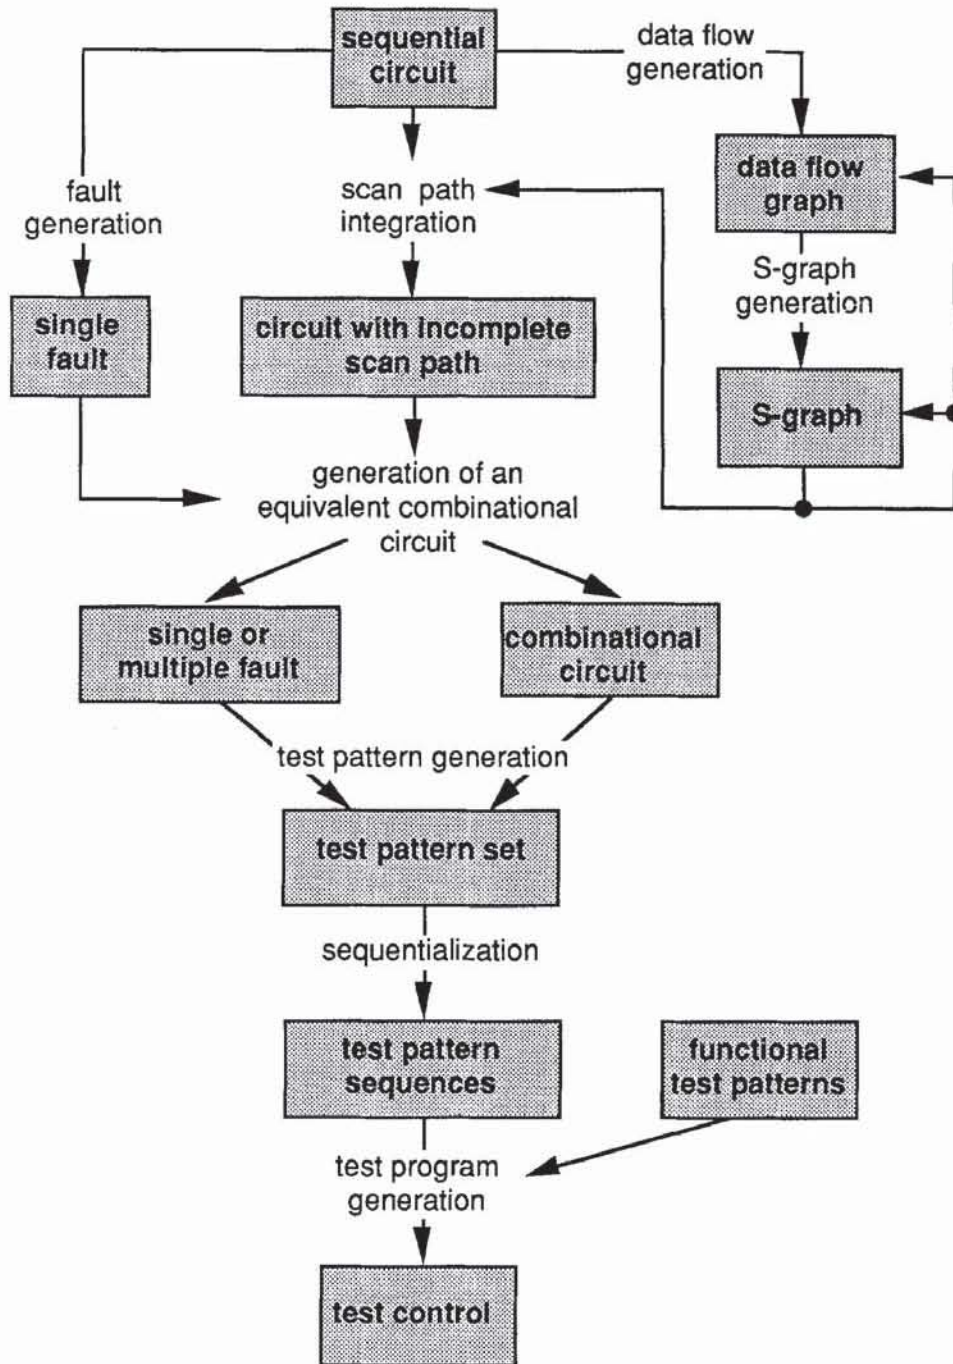 sequential
circuit
data flow
generation
fault
generation
scan path
integration
data flow
graph
S-graph
generation
single
fault
circuit with incomplete
scan path
S-graph
generation of an
equivalent combinational
circuit
single or
multiple fault
combinational
circuit
test pattern generation
test pattern set
sequentialization
test pattern
sequences
functional
test patterns
test program
generation
test control